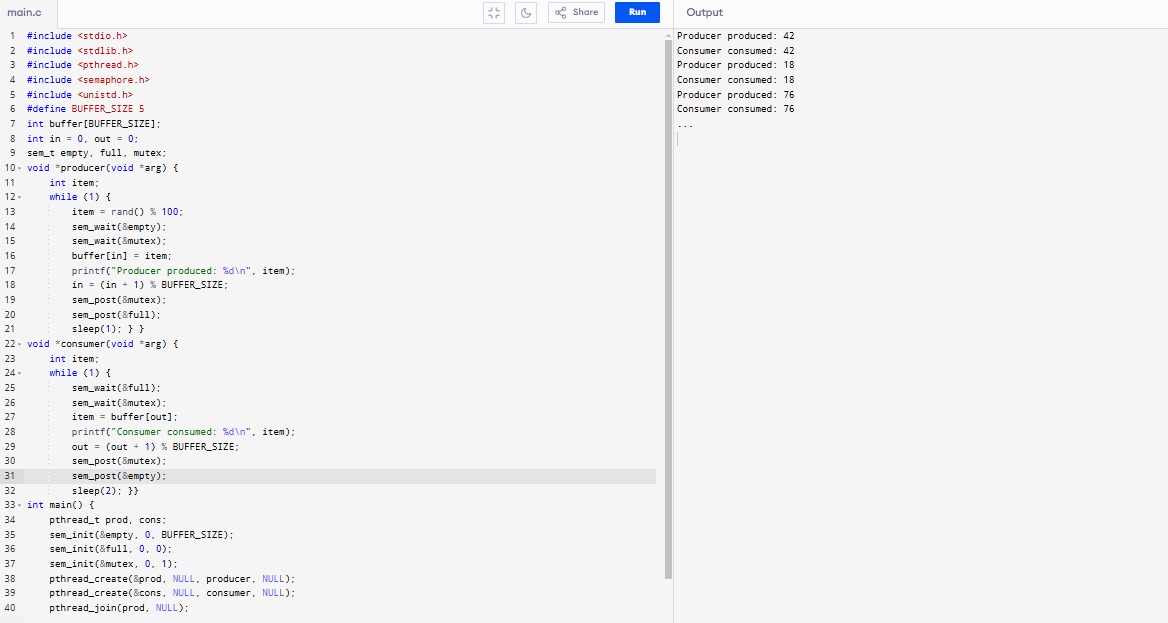 main.c
Share
Run
Output
1 #include <stdio.h>
2 #include <stdlib.h>
3 #include <pthread.h>
4 #include <semaphore.h>
5 #include <unistd.h>
6 #define BUFFER_SIZE 5
7 int buffer[BUFFER_SIZE];
8 int in = 0, out = 0;
9 sem_t empty, full, mutex;
10 void *producer(void *arg) {
11     int item;
12     while (1) {
13         item = rand() % 100;
14         sem_wait(&empty);
15         sem_wait(&mutex);
16         buffer[in] = item;
17         printf("Producer produced: %d\n", item);
18         in = (in + 1) % BUFFER_SIZE;
19         sem_post(&mutex);
20         sem_post(&full);
21         sleep(1); } }
22 void *consumer(void *arg) {
23     int item;
24     while (1) {
25         sem_wait(&full);
26         sem_wait(&mutex);
27         item = buffer[out];
28         printf("Consumer consumed: %d\n", item);
29         out = (out + 1) % BUFFER_SIZE;
30         sem_post(&mutex);
31         sem_post(&empty);
32         sleep(2); }}
33 int main() {
34     pthread_t prod, cons;
35     sem_init(&empty, 0, BUFFER_SIZE);
36     sem_init(&full, 0, 0);
37     sem_init(&mutex, 0, 1);
38     pthread_create(&prod, NULL, producer, NULL);
39     pthread_create(&cons, NULL, consumer, NULL);
40     pthread_join(prod, NULL);
Producer produced: 42
Consumer consumed: 42
Producer produced: 18
Consumer consumed: 18
Producer produced: 76
Consumer consumed: 76
...